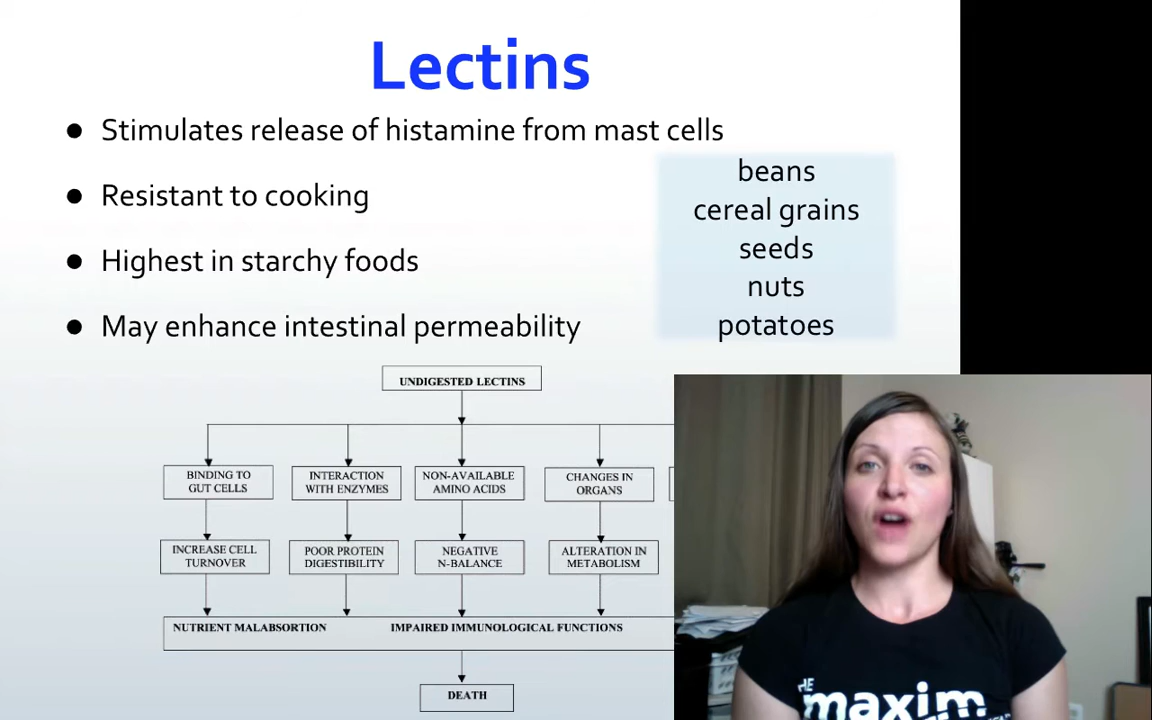 Lectins
● Stimulates release of histamine from mast cells
● Resistant to cooking
● Highest in starchy foods
● May enhance intestinal permeability
beans
cereal grains
seeds
nuts
potatoes
UNDIGESTED LECTINS
BINDING TO
GUT CELLS
INTERACTION
WITH ENZYMES
NON-AVAILABLE
AMINO ACIDS
CHANGES IN
ORGANS
INCREASE CELL
TURNOVER
POOR PROTEIN
DIGESTIBILITY
NEGATIVE
N-BALANCE
ALTERATION IN
METABOLISM
NUTRIENT MALABSORTION
IMPAIRED IMMUNOLOGICAL FUNCTIONS
DEATH
THE
maxim